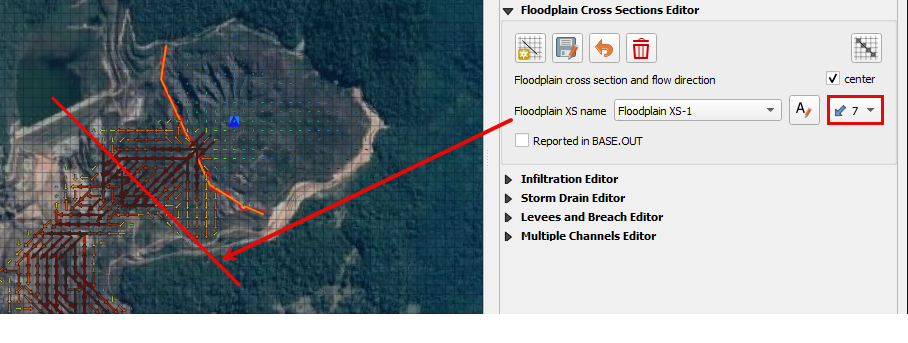 Floodplain Cross Sections Editor
Floodplain cross section and flow direction
center
Floodplain XS name
Floodplain XS-1
A
7
Reported in BASE.OUT
Infiltration Editor
Storm Drain Editor
Levees and Breach Editor
Multiple Channels Editor
A